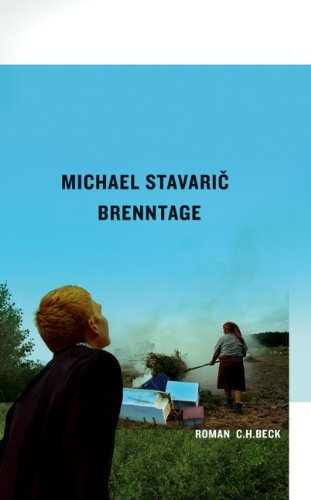 MICHAEL STAVARIČ
BRENNTAGE
ROMAN C.H.BECK